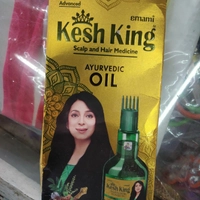 Advanced
emami
Kesh King
Scalp and Hair Medicine
AYURVEDIC
OIL
Kesh King